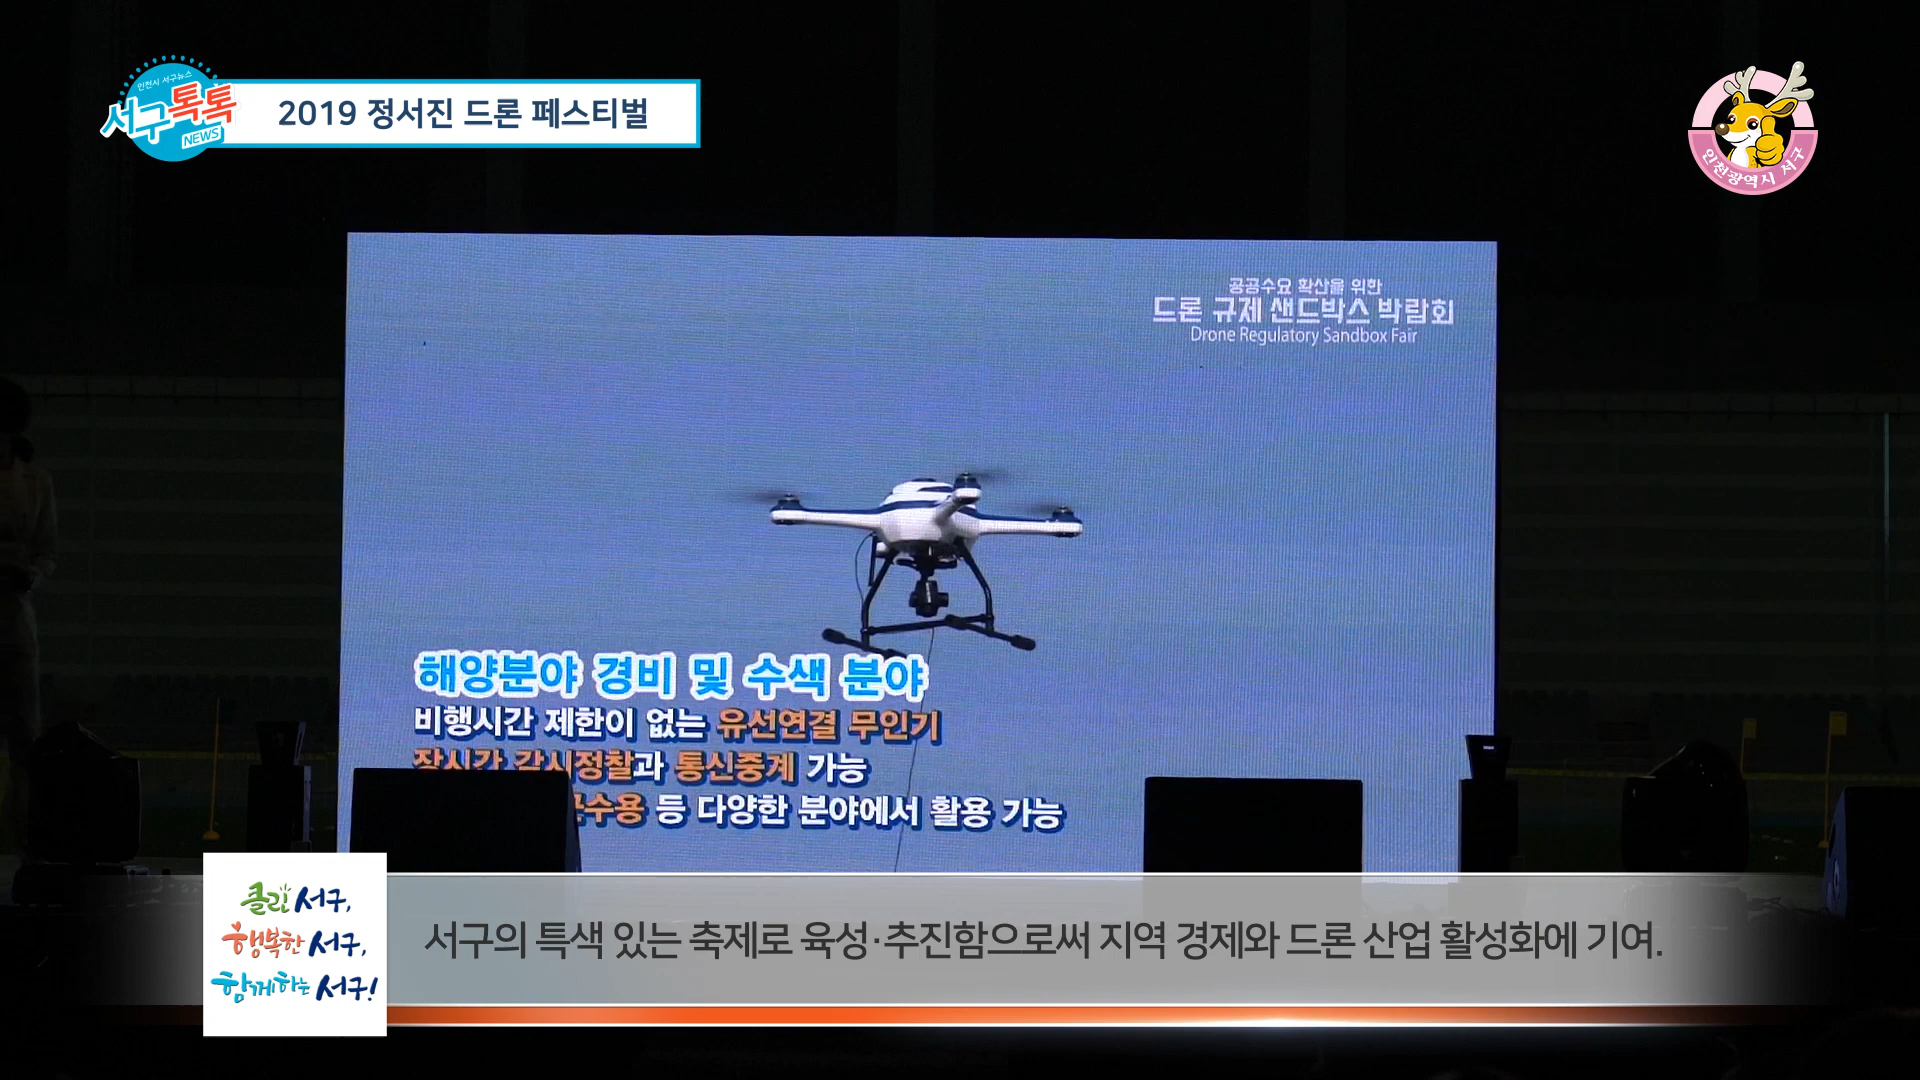 인천시 서구뉴스
서구톡톡
NEWS
2019 정서진 드론 페스티벌
인천광역시 서구
공공수요 확산을 위한
드론 규제 샌드박스 박람회
Drone Regulatory Sandbox Fair
해양분야 경비 및 수색 분야
비행시간 제한이 없는 유선연결 무인기
장시간 감시정찰과 통신중계 가능
등 다양한 분야에서 활용 가능
클린 서구,
행복한 서구,
함께하는 서구!
서구의 특색 있는 축제로 육성·추진함으로써 지역 경제와 드론 산업 활성화에 기여.